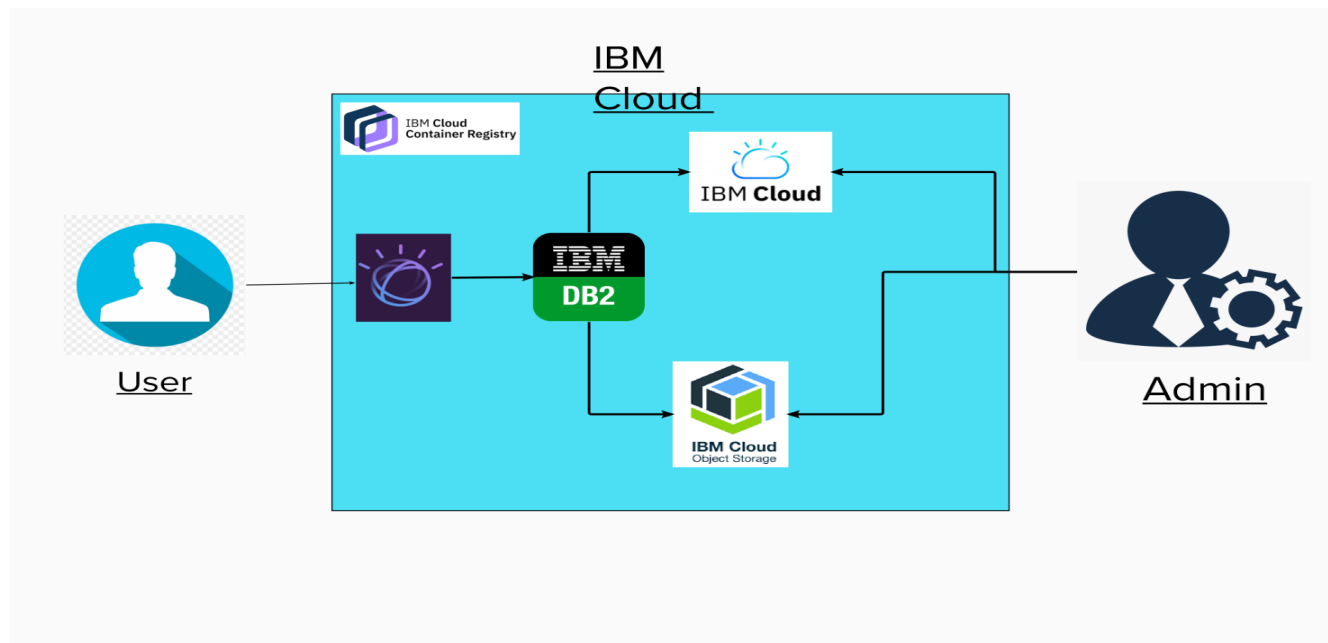 IBM
Cloud
IBM Cloud
Container Registry
IBM Cloud
IBM
DB2
User
IBM Cloud
Object Storage
Admin